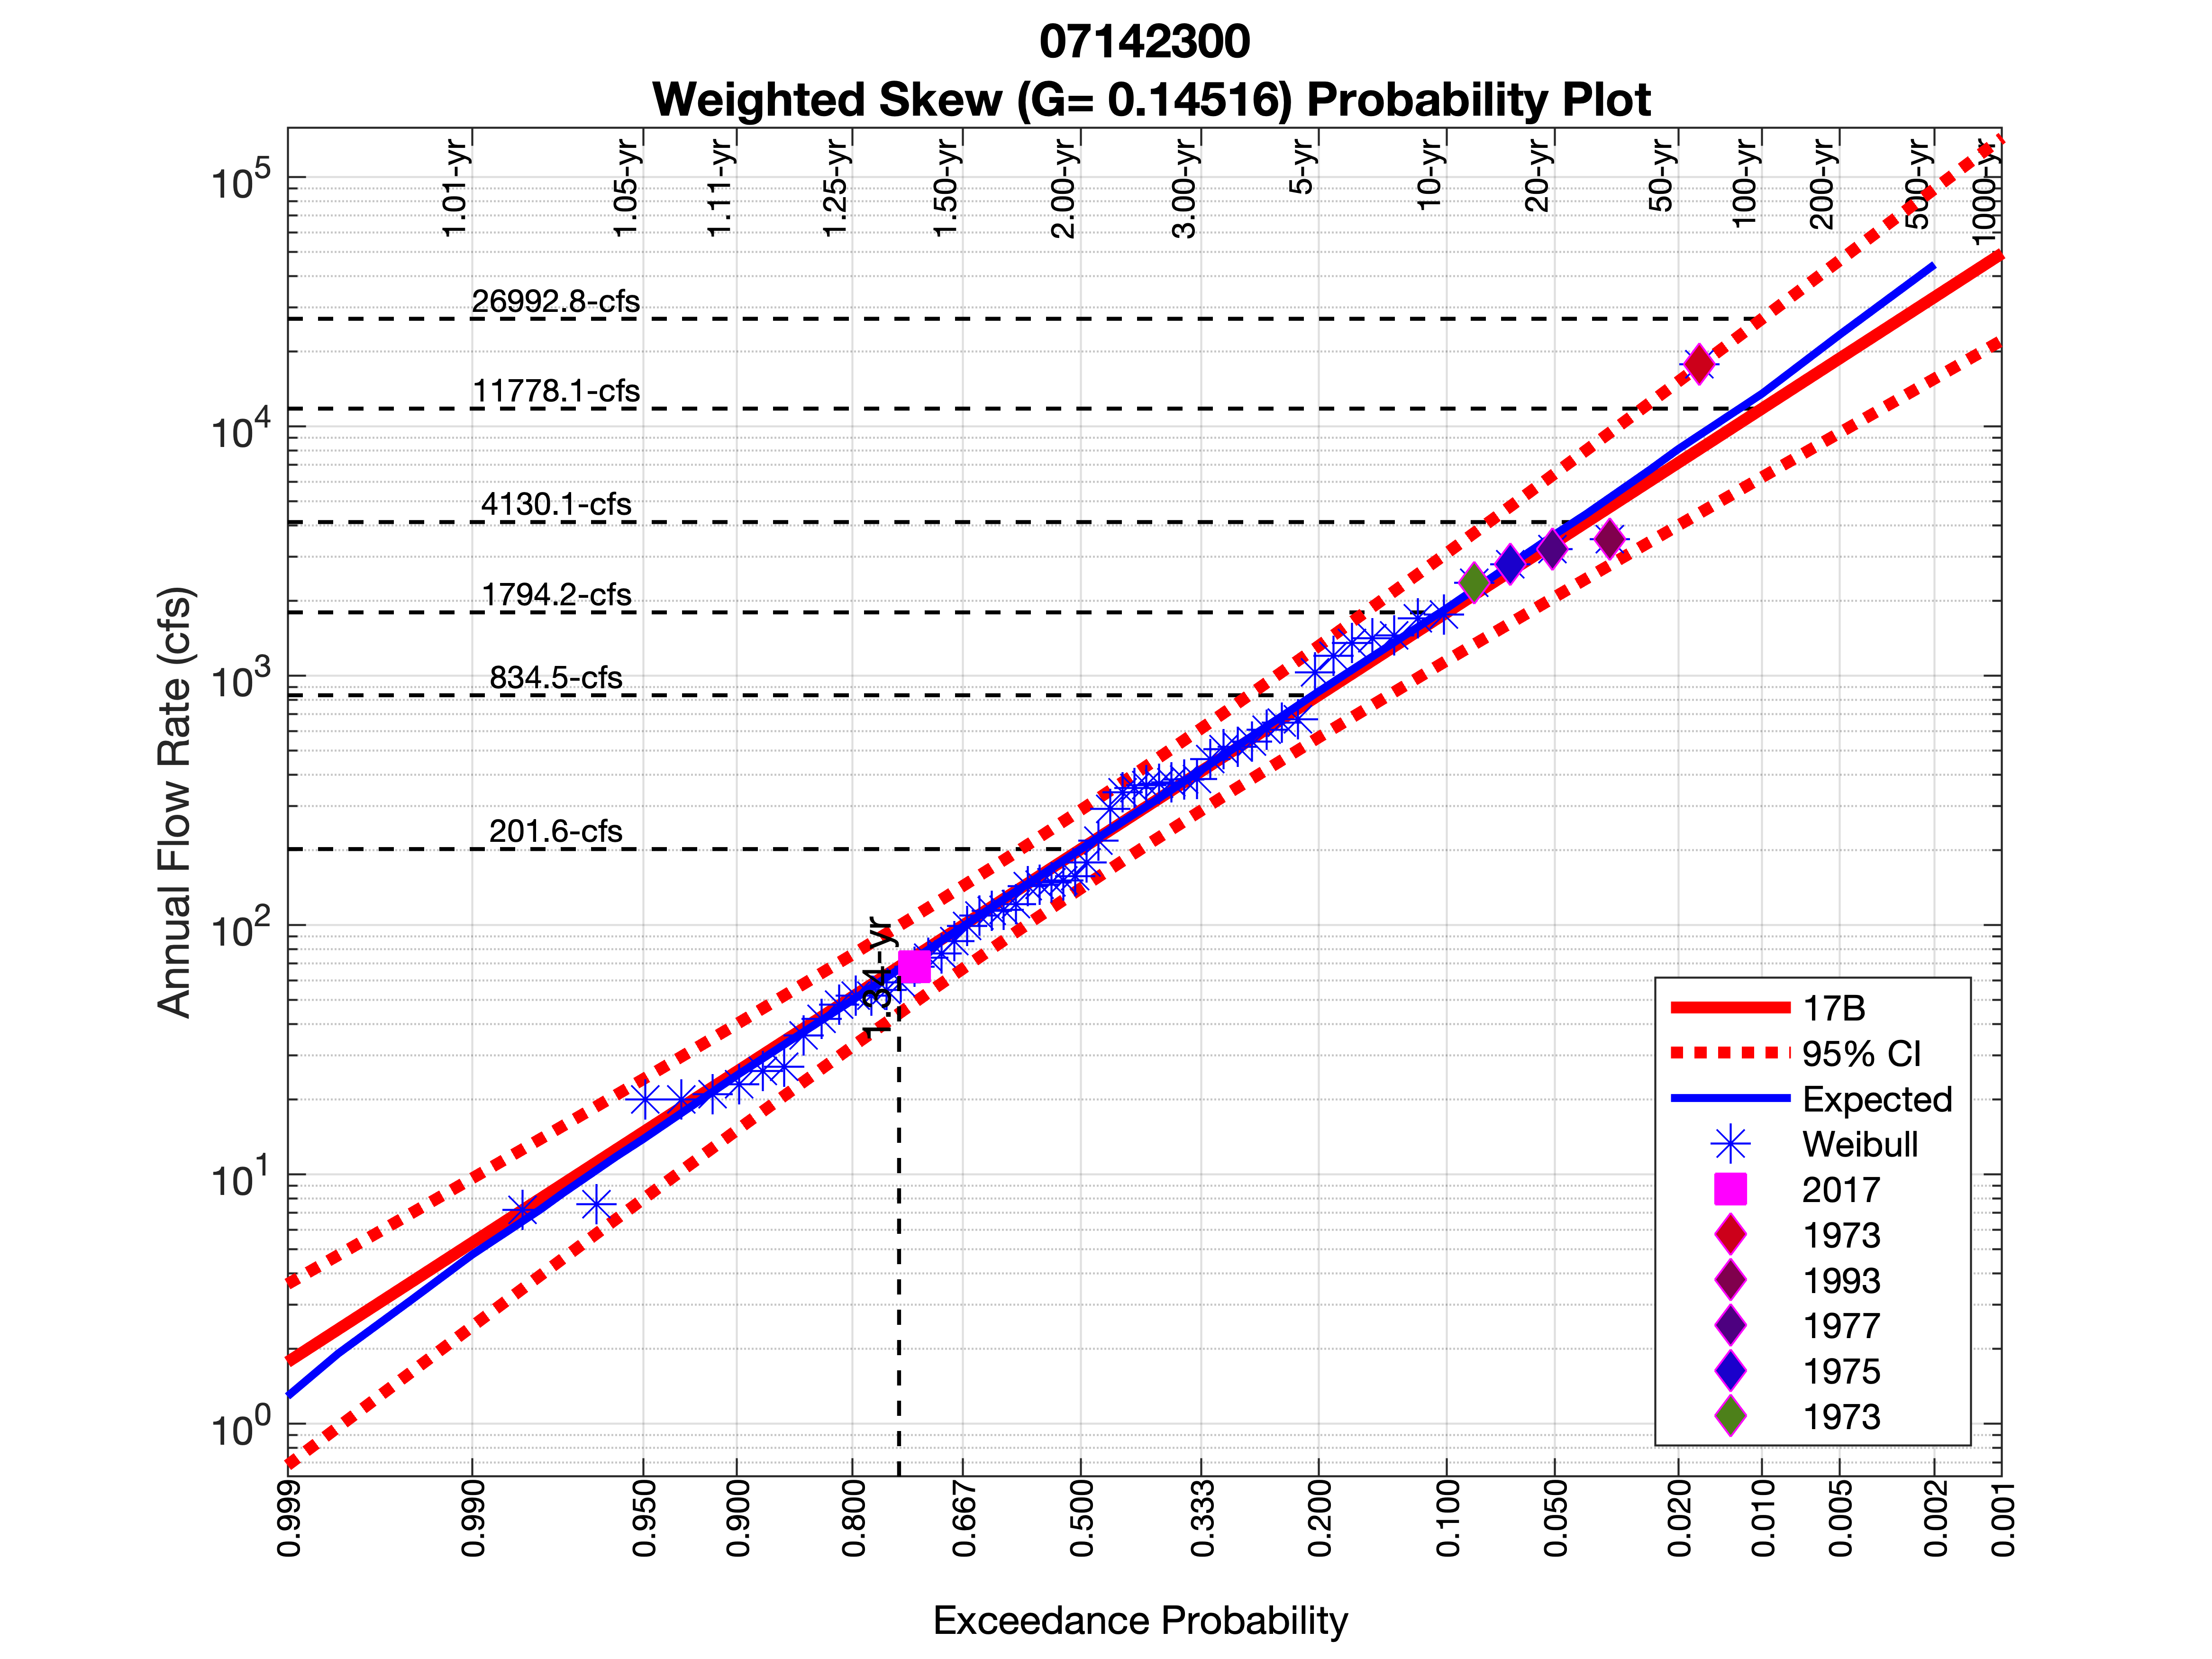 07142300
Weighted Skew (G= 0.14516) Probability Plot
1.01-yr
1.05-yr
1.11-yr
1.25-yr
1.50-yr
2.00-yr
3.00-yr
5-yr
10-yr
20-yr
50-yr
100-yr
200-yr
500-yr
1000-yr
10^5
10^4
10^3
10^2
10^1
10^0
Annual Flow Rate (cfs)
26992.8-cfs
11778.1-cfs
4130.1-cfs
1794.2-cfs
834.5-cfs
201.6-cfs
1.34-yr
17B
95% CI
Expected
Weibull
2017
1973
1993
1977
1975
1973
0.999
0.990
0.950
0.900
0.800
0.667
0.500
0.333
0.200
0.100
0.050
0.020
0.010
0.005
0.002
0.001
Exceedance Probability